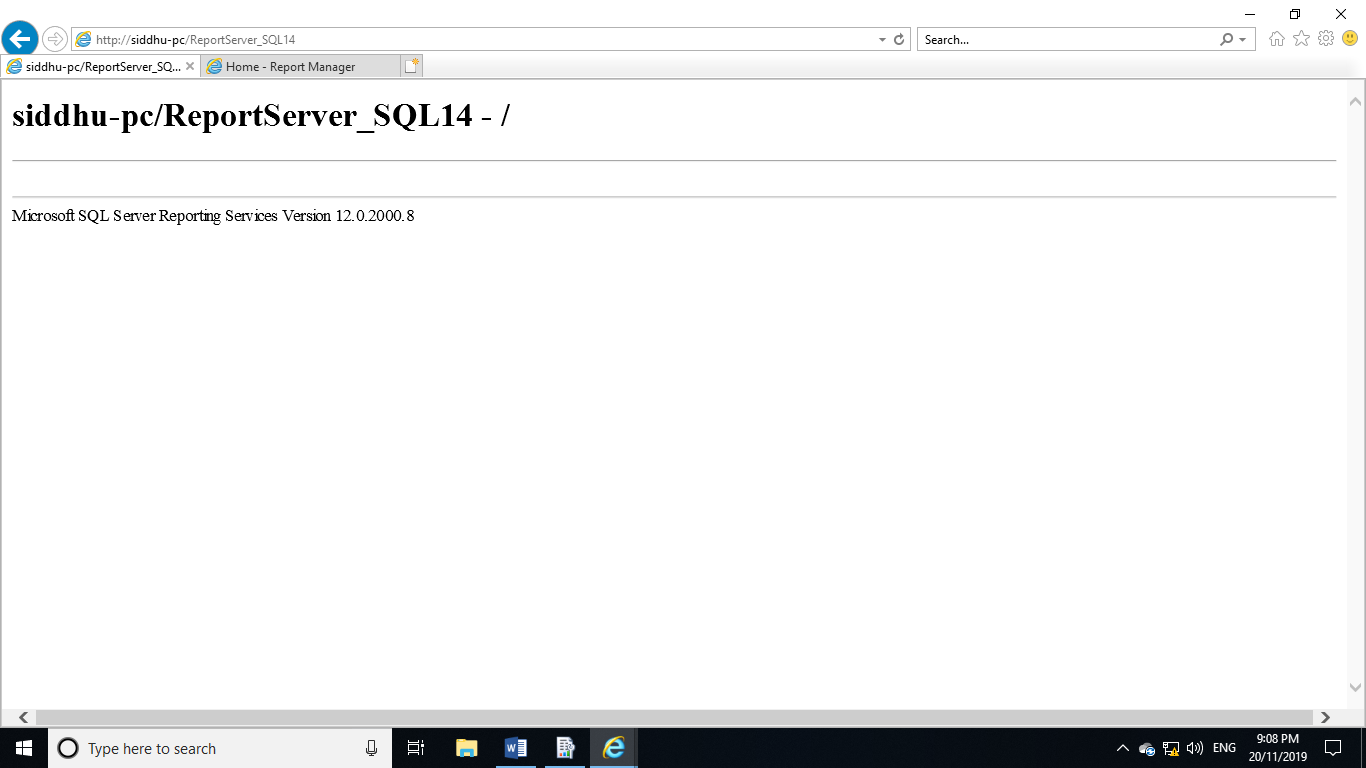 http://siddhu-pc/ReportServer_SQL14
Search...
siddhu-pc/ReportServer_SQ...
Home - Report Manager
siddhu-pc/ReportServer_SQL14 - /
Microsoft SQL Server Reporting Services Version 12.0.2000.8
Type here to search
ENG
9:08 PM
20/11/2019